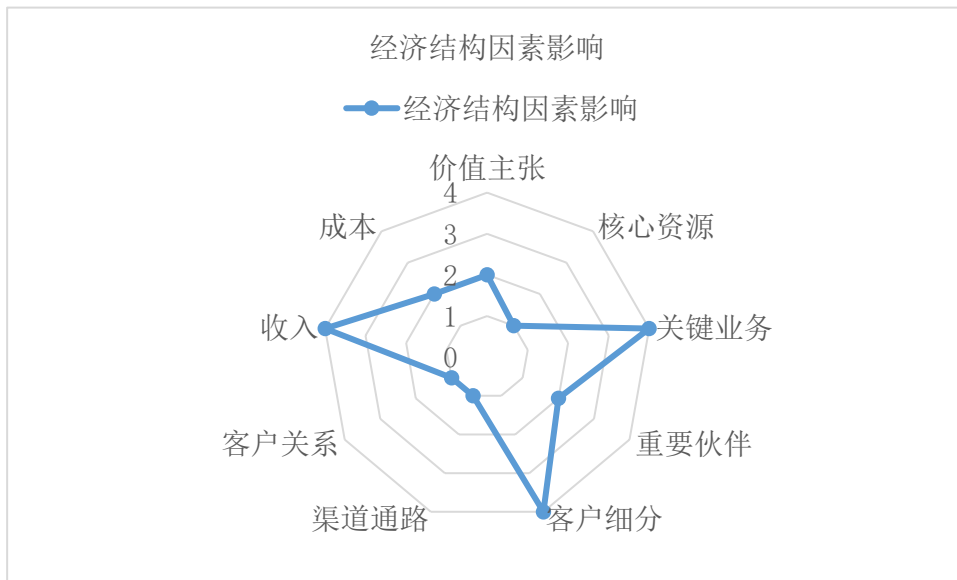 经济结构因素影响
经济结构因素影响
价值主张
核心资源
关键业务
重要伙伴
客户细分
渠道通路
客户关系
收入
成本
4
3
2
1
0